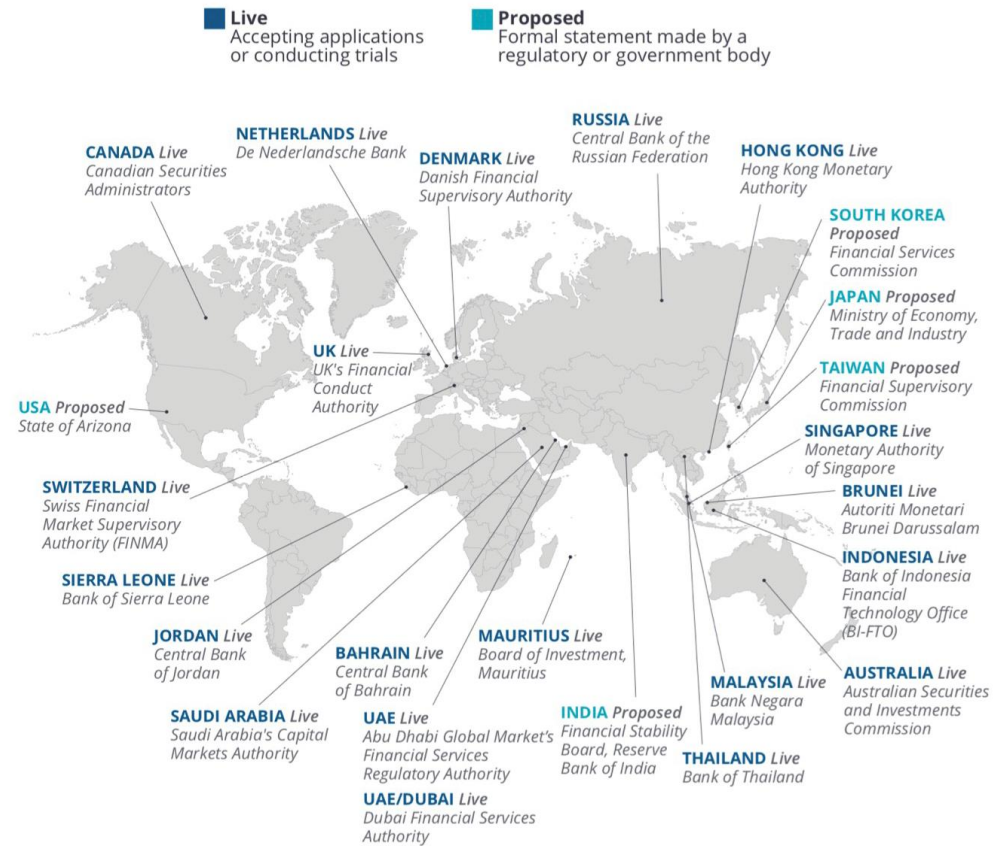 Live
Accepting applications
or conducting trials
Proposed
Formal statement made by a
regulatory or government body
CANADA Live
Canadian Securities
Administrators
NETHERLANDS Live
De Nederlandsche Bank
DENMARK Live
Danish Financial
Supervisory Authority
RUSSIA Live
Central Bank of the
Russian Federation
HONG KONG Live
Hong Kong Monetary
Authority
SOUTH KOREA
Proposed
Financial Services
Commission
JAPAN Proposed
Ministry of Economy,
Trade and Industry
UK Live
UK's Financial
Conduct
Authority
TAIWAN Proposed
Financial Supervisory
Commission
USA Proposed
State of Arizona
SINGAPORE Live
Monetary Authority
of Singapore
SWITZERLAND Live
Swiss Financial
Market Supervisory
Authority (FINMA)
BRUNEI Live
Autoriti Monetari
Brunei Darussalam
INDONESIA Live
Bank of Indonesia
Financial
Technology Office
(BI-FTO)
SIERRA LEONE Live
Bank of Sierra Leone
JORDAN Live
Central Bank
of Jordan
BAHRAIN Live
Central Bank
of Bahrain
MAURITIUS Live
Board of Investment,
Mauritius
MALAYSIA Live
Bank Negara
Malaysia
AUSTRALIA Live
Australian Securities
and Investments
Commission
SAUDI ARABIA Live
Saudi Arabia's Capital
Markets Authority
UAE Live
Abu Dhabi Global Market's
Financial Services
Regulatory Authority
INDIA Proposed
Financial Stability
Board, Reserve
Bank of India
THAILAND Live
Bank of Thailand
UAE/DUBAI Live
Dubai Financial Services
Authority